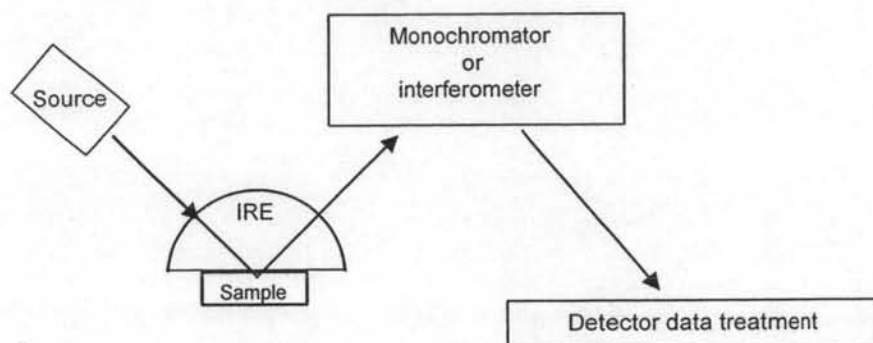 Source
Monochromator
or
interferometer
IRE
Sample
Detector data treatment